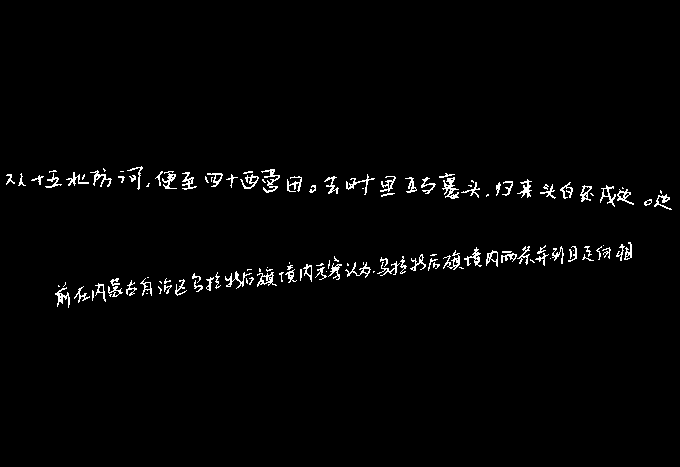 从十五北防河,便至四十西营田。去时里正与裹头,归来头白还戍边。边
前在内蒙古自治区乌拉特后旗境内考察认为,乌拉特后旗境内两条并列且走向相